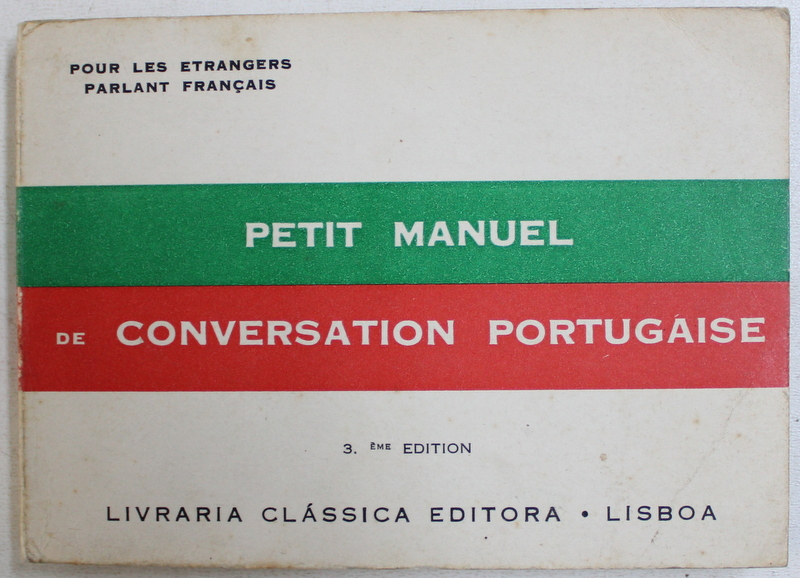 POUR LES ETRANGERS
PARLANT FRANÇAIS
PETIT MANUEL
DE CONVERSATION PORTUGAISE
3. ÈME EDITION
LIVRARIA CLÁSSICA EDITORA • LISBOA